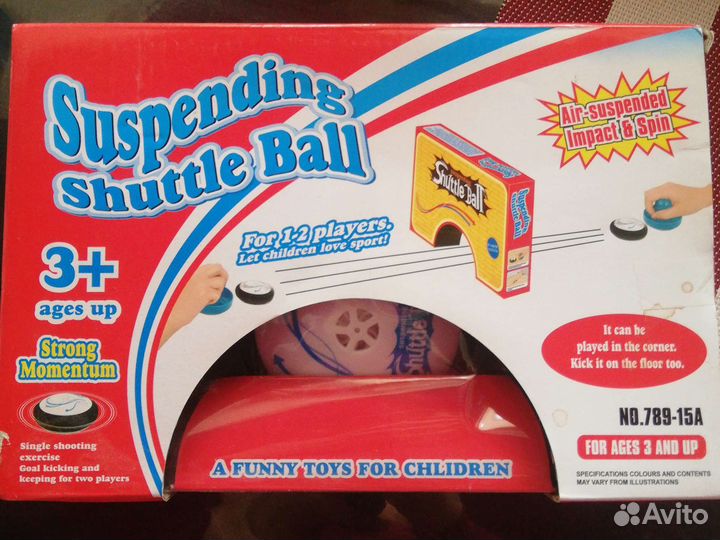 Suspending
Shuttle Ball
Air-suspended
Impact & Spin
Shuttle Ball
For 1-2 players.
Let children love sport!
3+
ages up
Strong
Momentum
Single shooting
exercise
Goal kicking and
keeping for two players
Shuttle
It can be
played in the corner.
Kick it on the floor too.
NO.789-15A
FOR AGES 3 AND UP
SPECIFICATIONS COLOURS AND CONTENTS
MAY VARY FROM ILLUSTRATIONS
A FUNNY TOYS FOR CHLIDREN
Avito